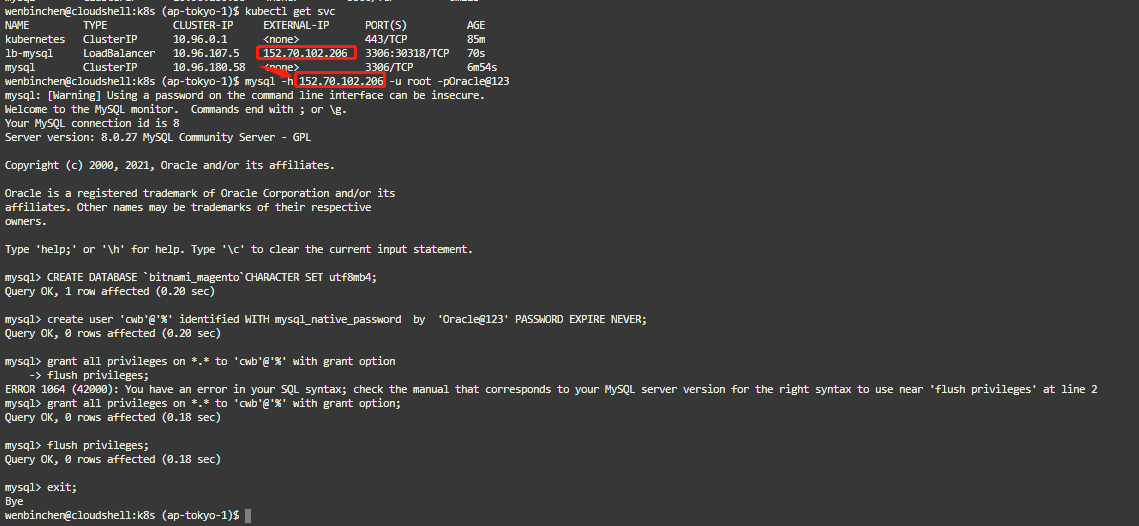 wenbinchen@cloudshell:k8s (ap-tokyo-1)$ kubectl get svc
NAME TYPE CLUSTER-IP EXTERNAL-IP PORT(S) AGE
kubernetes ClusterIP 10.96.0.1 <none> 443/TCP 85m
lb-mysql LoadBalancer 10.96.107.5 152.70.102.206 3306:30318/TCP 70s
mysql ClusterIP 10.96.180.58 <none> 3306/TCP 6m54s
wenbinchen@cloudshell:k8s (ap-tokyo-1)$ mysql -h 152.70.102.206 -u root -pOracle@123
mysql: [Warning] Using a password on the command line interface can be insecure.
Welcome to the MySQL monitor.  Commands end with ; or \g.
Your MySQL connection id is 8
Server version: 8.0.27 MySQL Community Server - GPL
Copyright (c) 2000, 2021, Oracle and/or its affiliates.
Oracle is a registered trademark of Oracle Corporation and/or its
affiliates. Other names may be trademarks of their respective
owners.
Type 'help;' or '\h' for help. Type '\c' to clear the current input statement.
mysql> CREATE DATABASE `bitnami_magento`CHARACTER SET utf8mb4;
Query OK, 1 row affected (0.20 sec)
mysql> create user 'cwb'@'%' identified WITH mysql_native_password  by  'Oracle@123' PASSWORD EXPIRE NEVER;
Query OK, 0 rows affected (0.20 sec)
mysql> grant all privileges on *.* to 'cwb'@'%' with grant option
    -> flush privileges;
ERROR 1064 (42000): You have an error in your SQL syntax; check the manual that corresponds to your MySQL server version for the right syntax to use near 'flush privileges' at line 2
mysql> grant all privileges on *.* to 'cwb'@'%' with grant option;
Query OK, 0 rows affected (0.18 sec)
mysql> flush privileges;
Query OK, 0 rows affected (0.18 sec)
mysql> exit;
Bye
wenbinchen@cloudshell:k8s (ap-tokyo-1)$